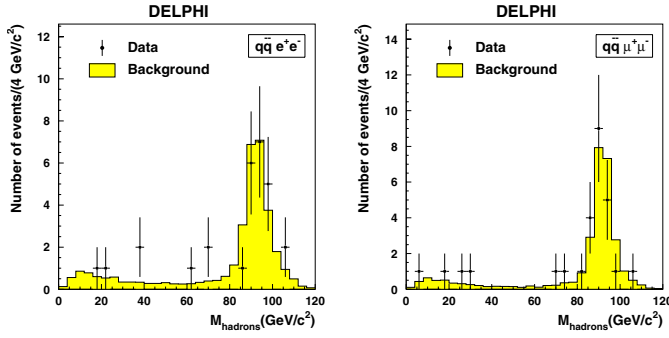 DELPHI
Number of events/(4 GeV/c²)
Data
Background
qq̄ e⁺e⁻
12
10
8
6
4
2
0
0 20 40 60 80 100 120
M_hadrons(GeV/c²)
DELPHI
Number of events/(4 GeV/c²)
Data
Background
qq̄ μ⁺μ⁻
14
12
10
8
6
4
2
0
0 20 40 60 80 100 120
M_hadrons(GeV/c²)